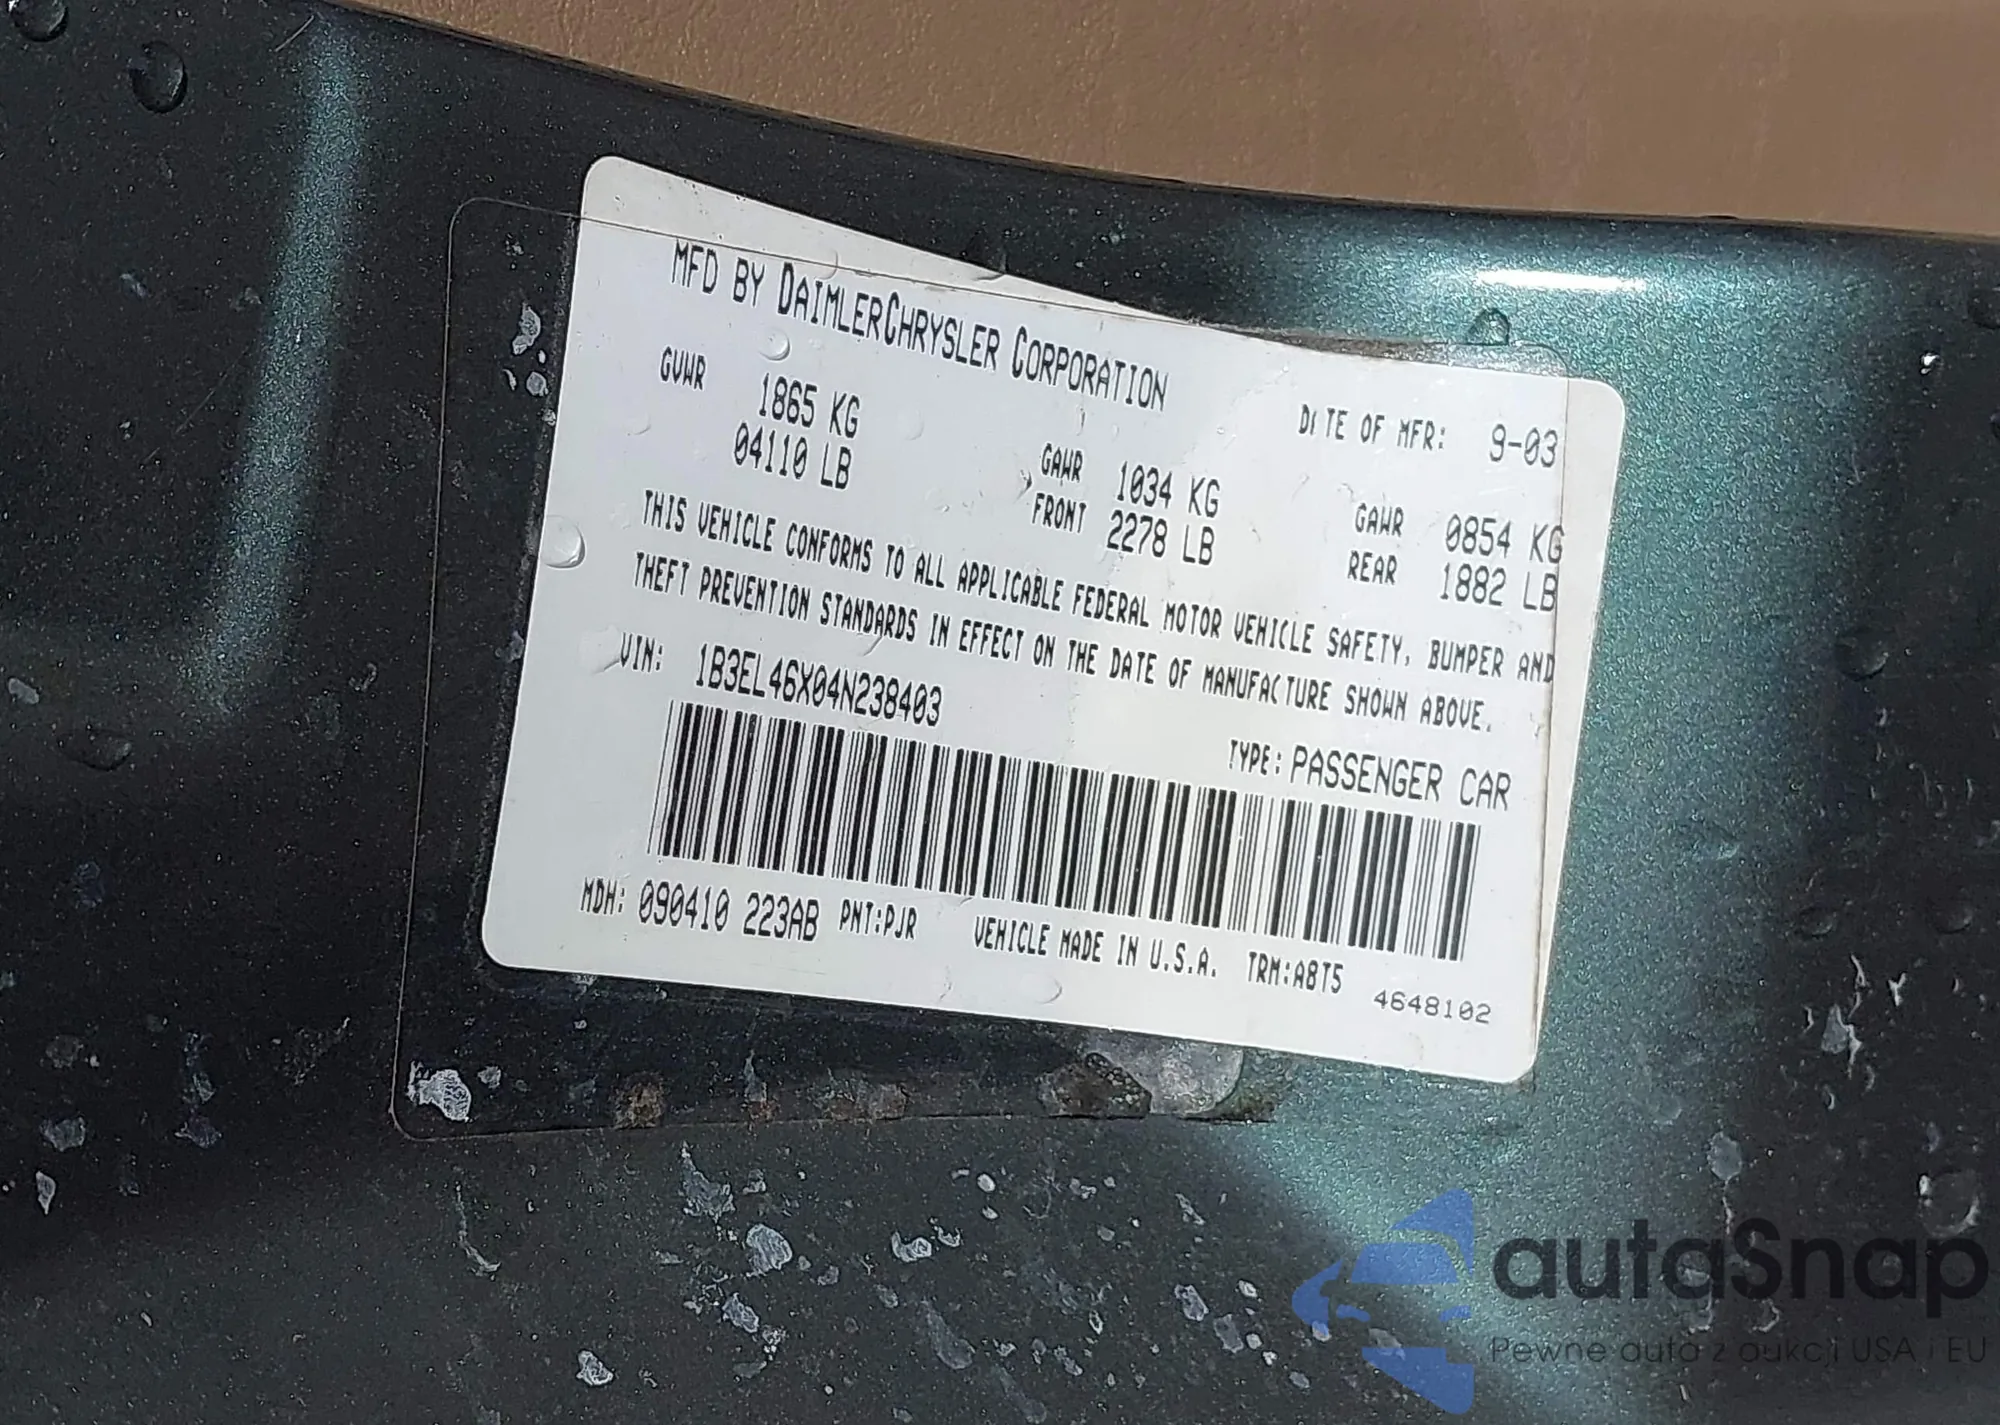 MFD BY DAIMLERCHRYSLER CORPORATION
DATE OF MFR: 9-03
GVWR 1865 KG
04110 LB
GAWR 1034 KG
FRONT 2278 LB
GAWR 0854 KG
REAR 1882 LB
THIS VEHICLE CONFORMS TO ALL APPLICABLE FEDERAL MOTOR VEHICLE SAFETY, BUMPER AND
THEFT PREVENTION STANDARDS IN EFFECT ON THE DATE OF MANUFACTURE SHOWN ABOVE.
VIN: 1B3EL46X04N238403
TYPE: PASSENGER CAR
MDH: 090410 223AB PNT:PJR
VEHICLE MADE IN U.S.A. TRM:A8T5
4648102
autaSnap
Pewne auta z aukcji USA i EU